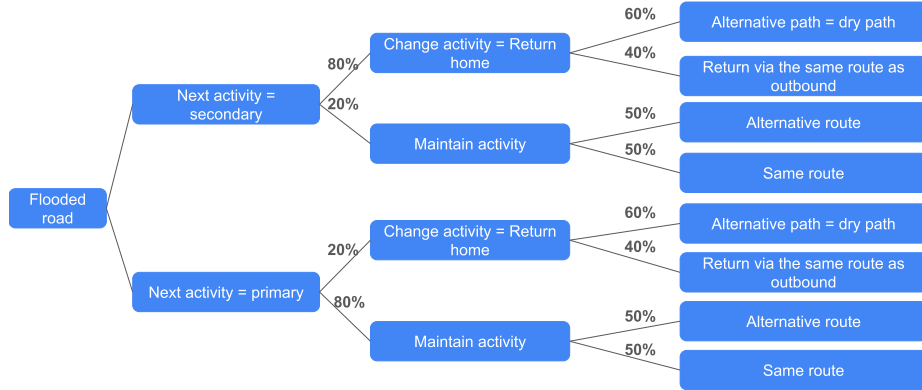 60%
Alternative path = dry path
Change activity = Return
home
40%
80%
Return via the same route as
outbound
Next activity =
secondary
20%
50%
Alternative route
Maintain activity
50%
Same route
Flooded
road
60%
Alternative path = dry path
Change activity = Return
home
40%
20%
Return via the same route as
outbound
Next activity = primary
80%
50%
Alternative route
Maintain activity
50%
Same route